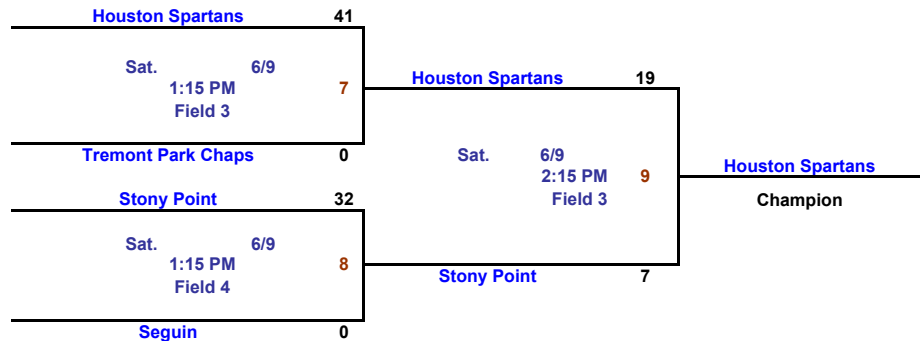 Houston Spartans 41
Sat. 6/9
1:15 PM 7
Field 3
Tremont Park Chaps 0
Stony Point 32
Sat. 6/9
1:15 PM 8
Field 4
Seguin 0
Houston Spartans 19
Sat. 6/9
2:15 PM 9
Field 3
Stony Point 7
Houston Spartans
Champion